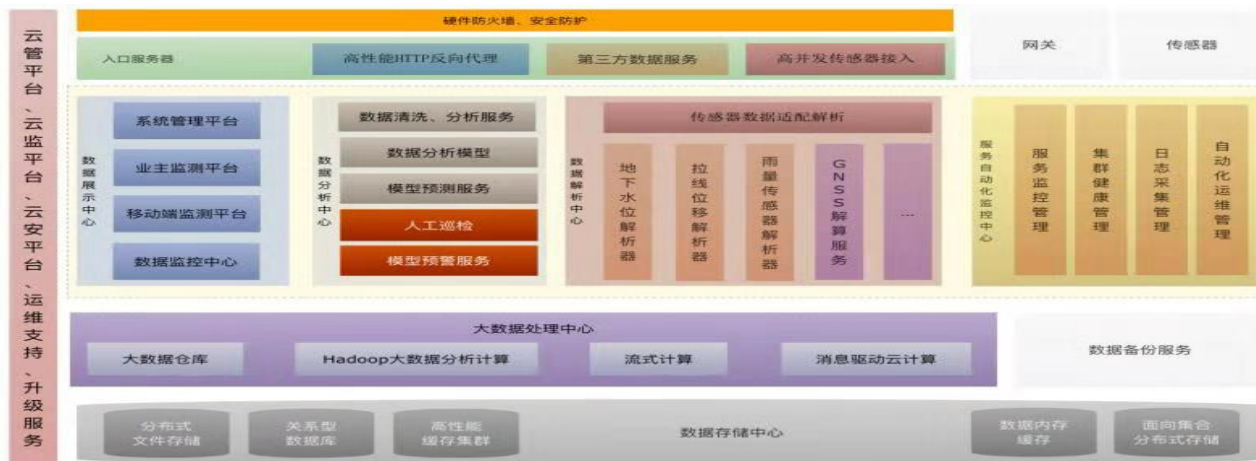 云管平台、云监平台、云安平台、运维支持、升级服务
硬件防火墙、安全防护
入口服务器
高性能HTTP反向代理
第三方数据服务
高并发传感器接入
网关
传感器
数据展示中心
系统管理平台
业主监测平台
移动端监测平台
数据监控中心
数据分析中心
数据清洗、分析服务
数据分析模型
模型预测服务
人工巡检
模型预警服务
数据解析中心
传感器数据适配解析
地下水位解析器
拉线位移解析器
雨量传感器解析器
GNSS解算服务
...
服务自动化监控中心
服务监控管理
集群健康管理
日志采集管理
自动化运维管理
大数据处理中心
大数据仓库
Hadoop大数据分析计算
流式计算
消息驱动云计算
数据备份服务
分布式
文件存储
关系型
数据库
高性能
缓存集群
数据存储中心
数据内存
缓存
面向集合
分布式存储